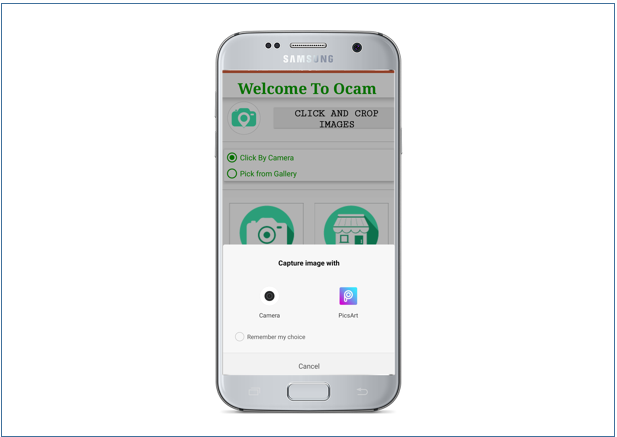 SAMSUNG
Welcome To Ocam
CLICK AND CROP
IMAGES
Click By Camera
Pick from Gallery
Capture image with
Camera
PicsArt
Remember my choice
Cancel